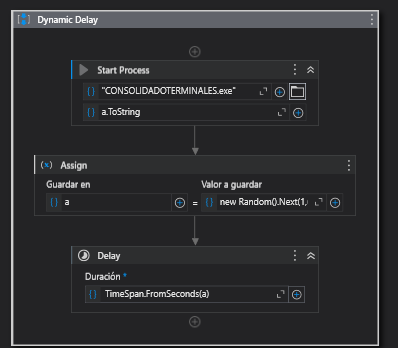 Dynamic Delay
Start Process
"CONSOLIDADOTERMINALES.exe"
a.ToString
(x) Assign
Guardar en
Valor a guardar
a
=
new Random().Next(1,
Delay
Duración *
TimeSpan.FromSeconds(a)